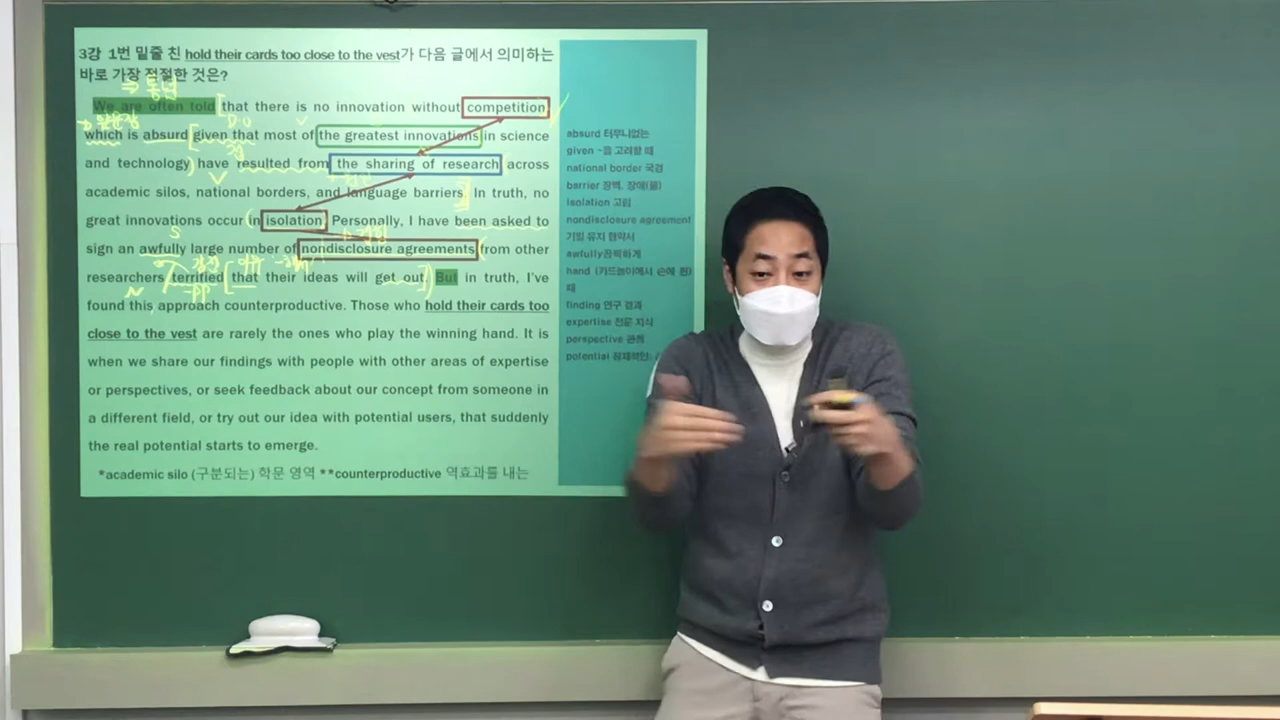 3강 1번 밑줄 친 hold their cards too close to the vest가 다음 글에서 의미하는
바로 가장 적절한 것은?
⇒ 통념
We are often told that there is no innovation without competition,
which is absurd given that most of the greatest innovations in science
and technology have resulted from the sharing of research across
academic silos, national borders, and language barriers. In truth, no
great innovations occur in isolation. Personally, I have been asked to
sign an awfully large number of nondisclosure agreements from other
researchers terrified that their ideas will get out. But in truth, I've
found this approach counterproductive. Those who hold their cards too
close to the vest are rarely the ones who play the winning hand. It is
when we share our findings with people with other areas of expertise
or perspectives, or seek feedback about our concept from someone in
a different field, or try out our idea with potential users, that suddenly
the real potential starts to emerge.
*academic silo (구분되는) 학문 영역 **counterproductive 역효과를 내는
absurd 터무니없는
given ~을 고려할 때
national border 국경
barrier 장벽, 장애(물)
isolation 고립
nondisclosure agreement
기밀 유지 협약서
awfully 끔찍하게
hand (카드놀이에서 손에 쥔)
패
finding 연구 결과
expertise 전문 지식
perspective 관점
potential 잠재적인;